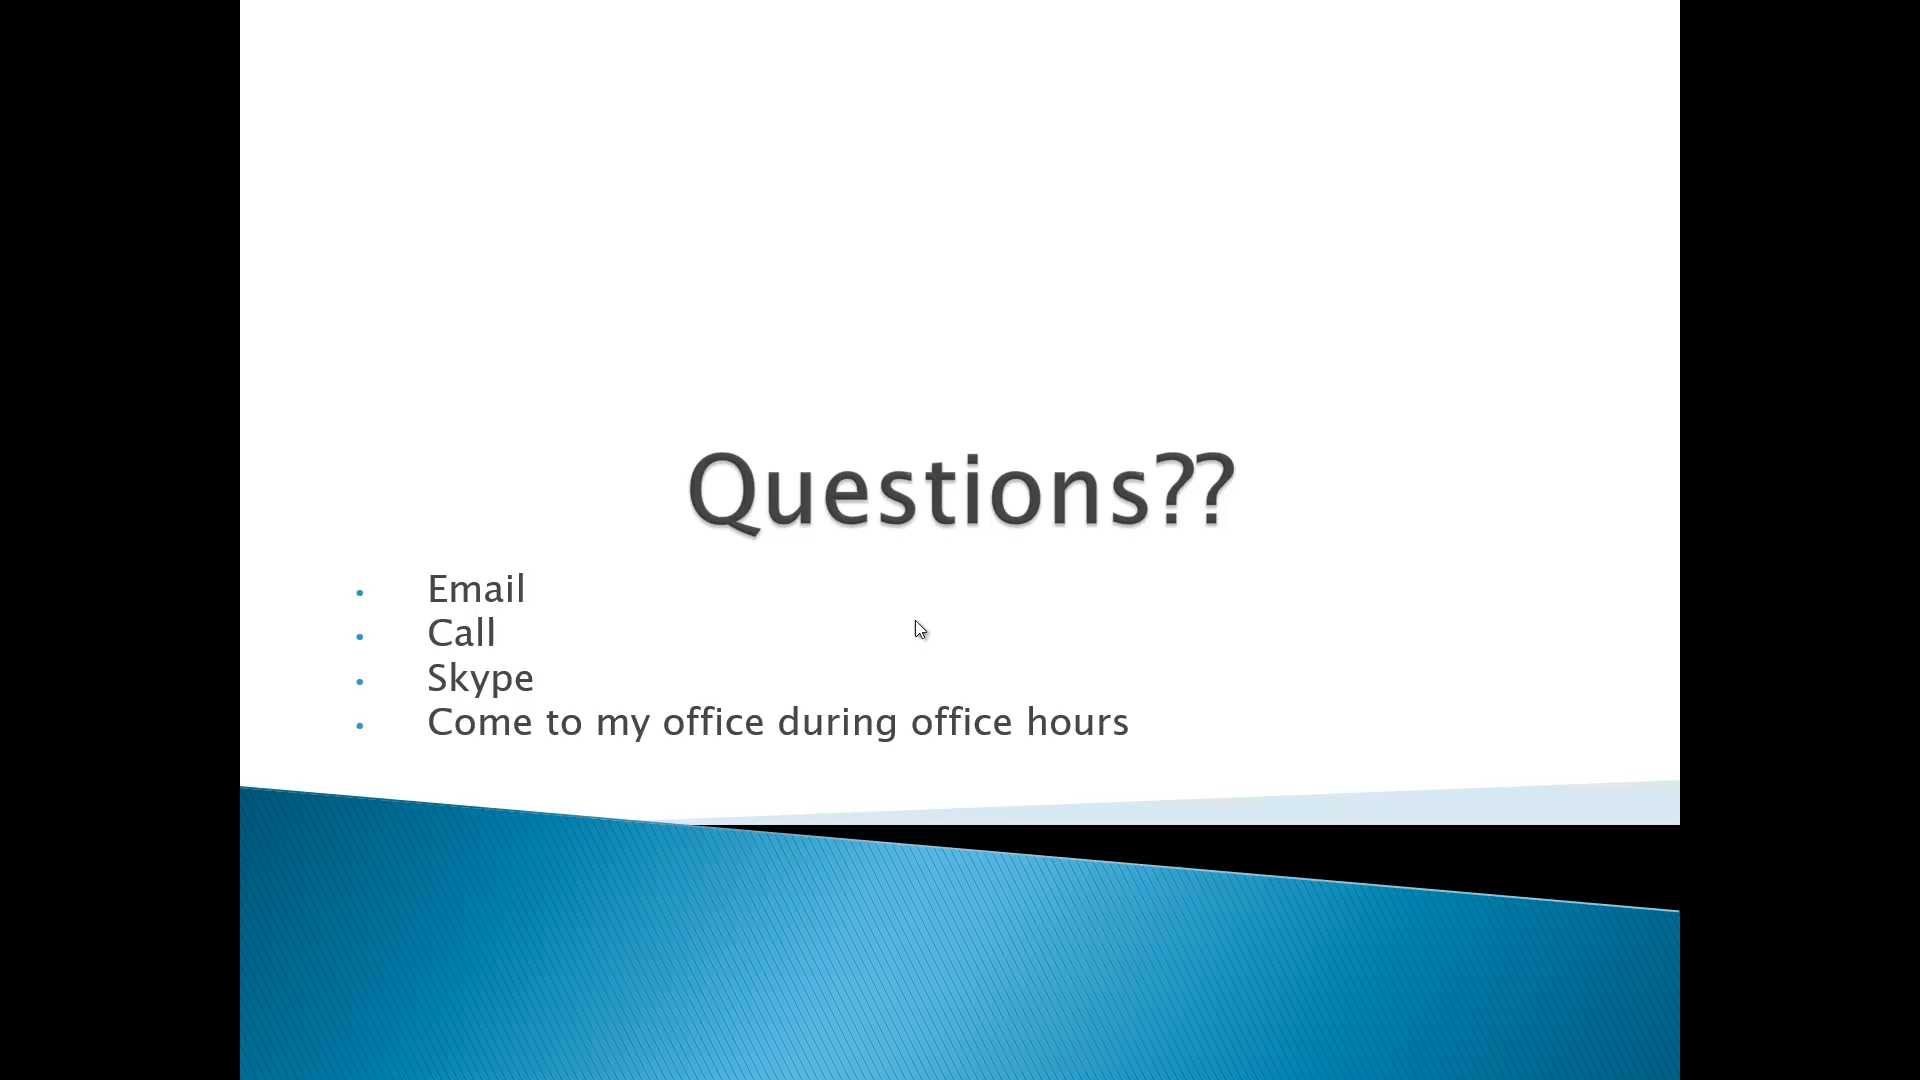 Questions??
• Email
• Call
• Skype
• Come to my office during office hours